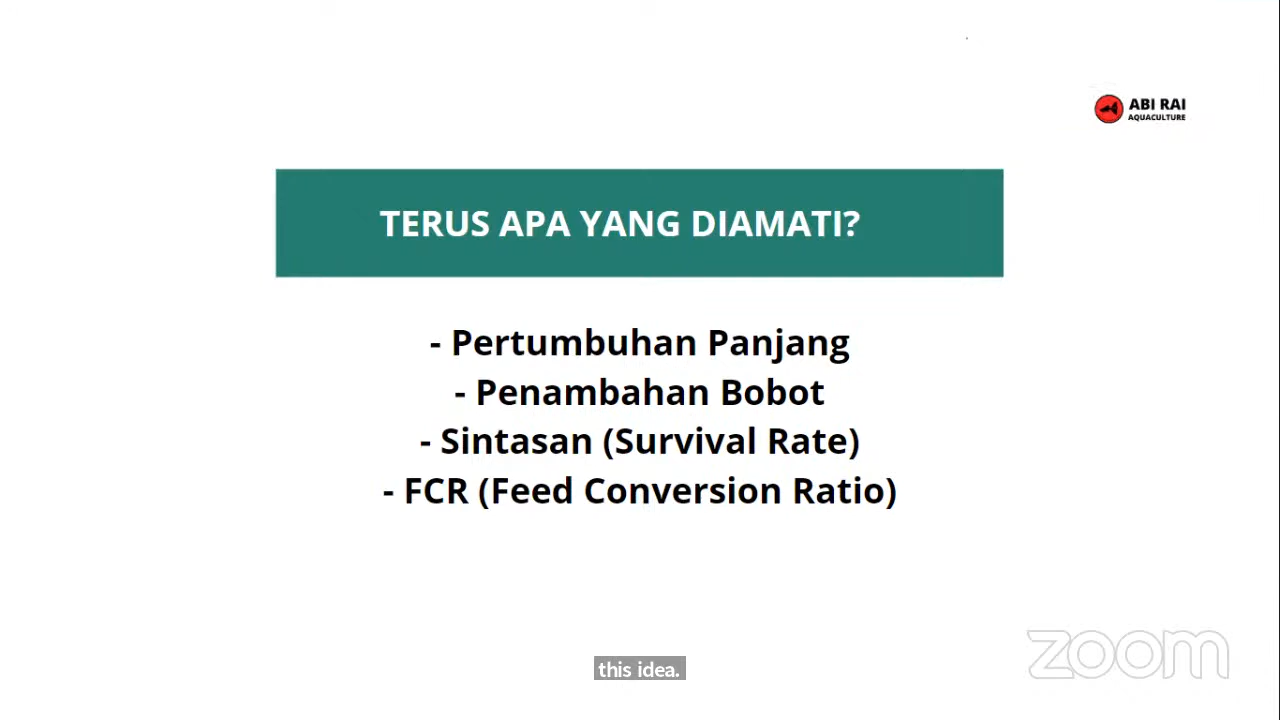 ABI RAI
AQUACULTURE
TERUS APA YANG DIAMATI?
- Pertumbuhan Panjang
- Penambahan Bobot
- Sintasan (Survival Rate)
- FCR (Feed Conversion Ratio)
zoom
this idea.